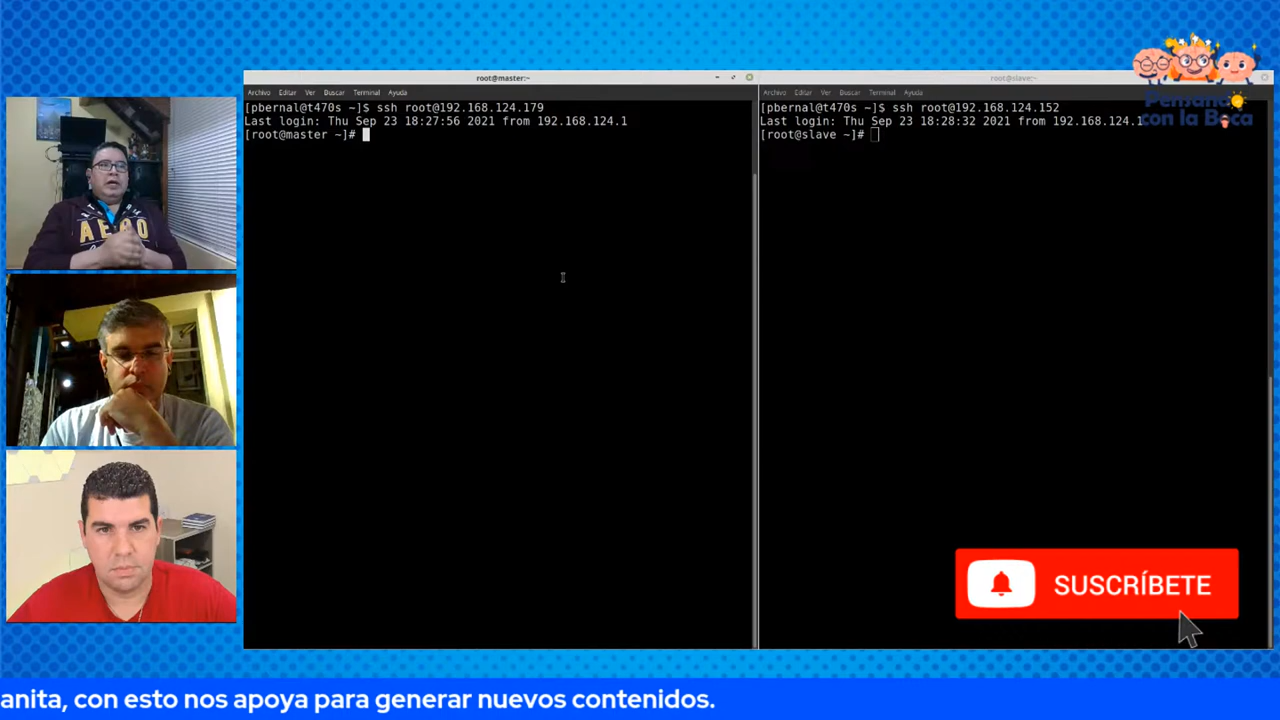 root@master:~
Archivo Editar Ver Buscar Terminal Ayuda
[pbernal@t470s ~]$ ssh root@192.168.124.179
Last login: Thu Sep 23 18:27:56 2021 from 192.168.124.1
[root@master ~]#
root@slave:~
Archivo Editar Ver Buscar Terminal Ayuda
[pbernal@t470s ~]$ ssh root@192.168.124.152
Last login: Thu Sep 23 18:28:32 2021 from 192.168.124.1
[root@slave ~]#
Pensando
con la Boca
AERO
SUSCRÍBETE
anita, con esto nos apoya para generar nuevos contenidos.